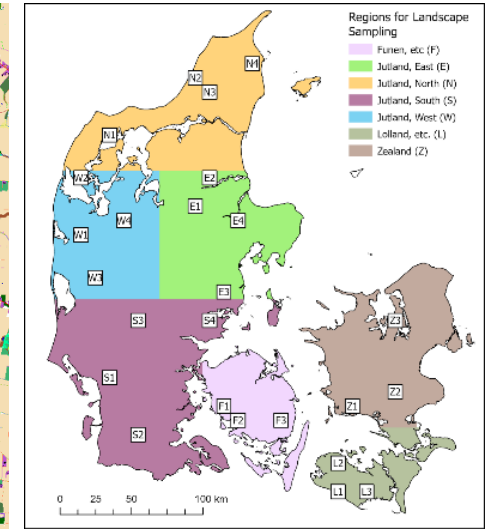 Regions for Landscape
Sampling
Funen, etc (F)
Jutland, East (E)
Jutland, North (N)
Jutland, South (S)
Jutland, West (W)
Lolland, etc. (L)
Zealand (Z)
N4
N2
N3
N1
W2
E2
E1
W4
E4
W1
W3
E3
S3
S4
Z3
S1
Z2
F1
Z1
F2
F3
S2
L2
L1
L3
0 25 50 100 km